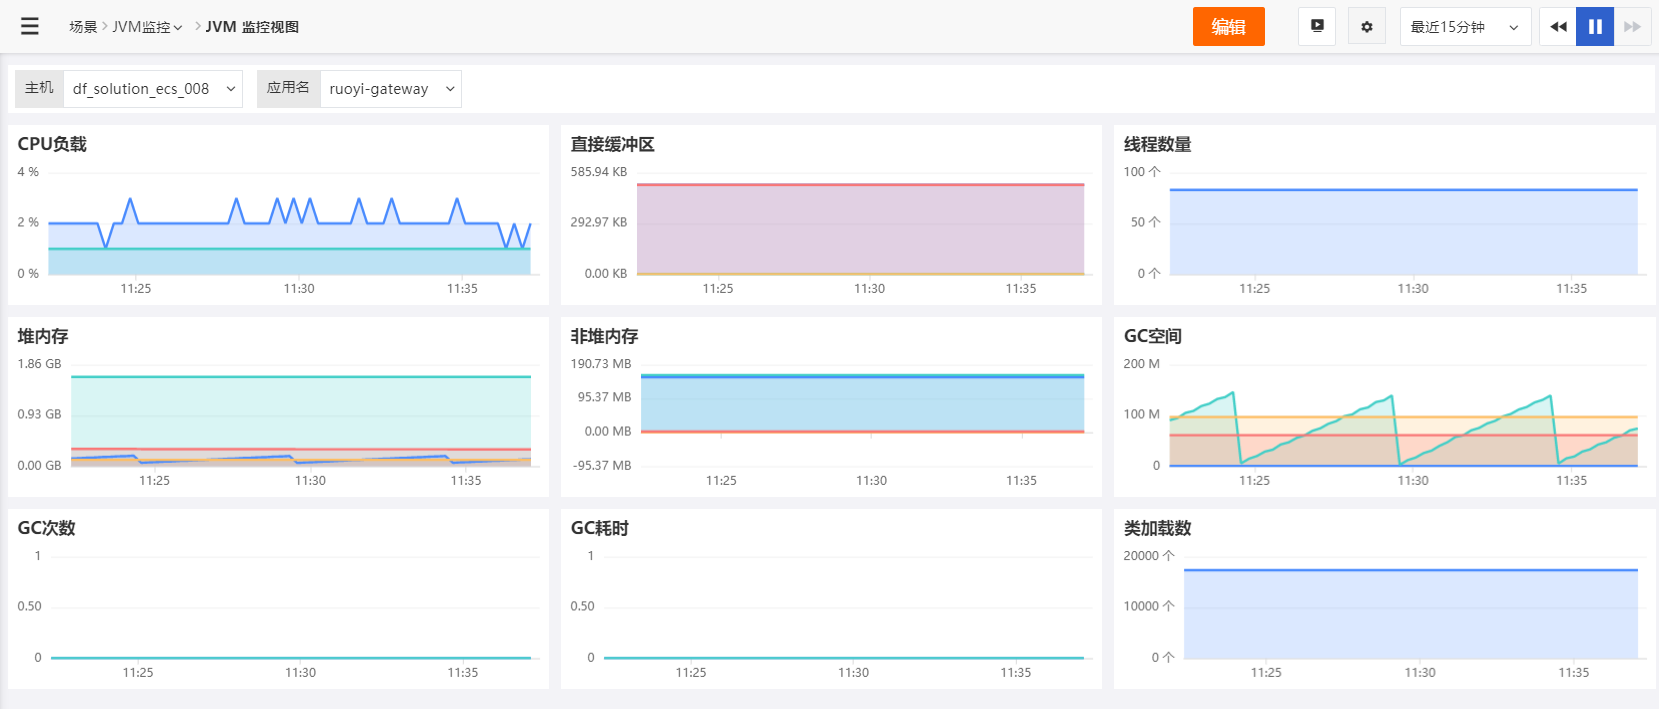 场景 JVM监控 JVM 监控视图 编辑 最近15分钟
主机 df_solution_ecs_008 应用名 ruoyi-gateway
CPU负载
4 %
2 %
0 %
11:25 11:30 11:35
直接缓冲区
585.94 KB
292.97 KB
0.00 KB
11:25 11:30 11:35
线程数量
100 个
50 个
0 个
11:25 11:30 11:35
堆内存
1.86 GB
0.93 GB
0.00 GB
11:25 11:30 11:35
非堆内存
190.73 MB
95.37 MB
0.00 MB
-95.37 MB
11:25 11:30 11:35
GC空间
200 M
100 M
0
11:25 11:30 11:35
GC次数
1
0.50
0
11:25 11:30 11:35
GC耗时
1
0.50
0
11:25 11:30 11:35
类加载数
20000 个
10000 个
0 个
11:25 11:30 11:35